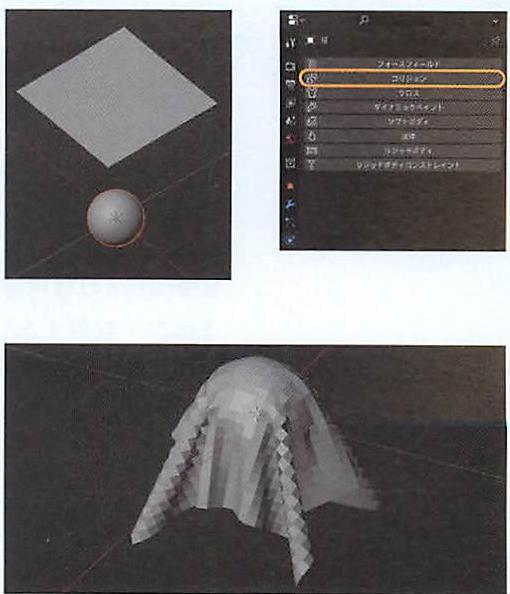 球
フォースフィールド
コリジョン
クロス
ダイナミックペイント
ソフトボディ
流体
リジッドボディ
リジッドボディコンストレイント